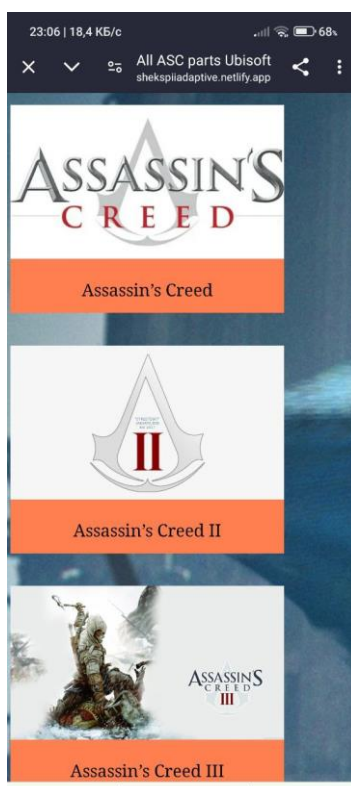 23:06 | 18,4 КБ/с
68%
All ASC parts Ubisoft
shekspiiadaptive.netlify.app
ASSASSIN'S
CREED
Assassin's Creed
II
Assassin's Creed II
ASSASSIN'S
CREED
III
Assassin's Creed III